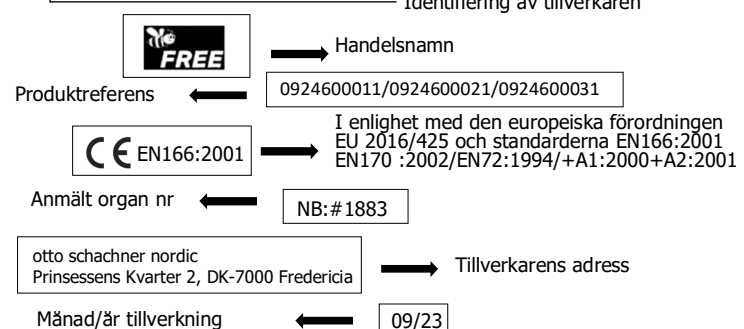 Identifiering av tillverkaren
FREE
Handelsnamn
Produktreferens
0924600011/0924600021/0924600031
CE EN166:2001
I enlighet med den europeiska förordningen
EU 2016/425 och standarderna EN166:2001
EN170 :2002/EN72:1994/+A1:2000+A2:2001
Anmält organ nr
NB:#1883
otto schachner nordic
Prinsessens Kvarter 2, DK-7000 Fredericia
Tillverkarens adress
Månad/år tillverkning
09/23